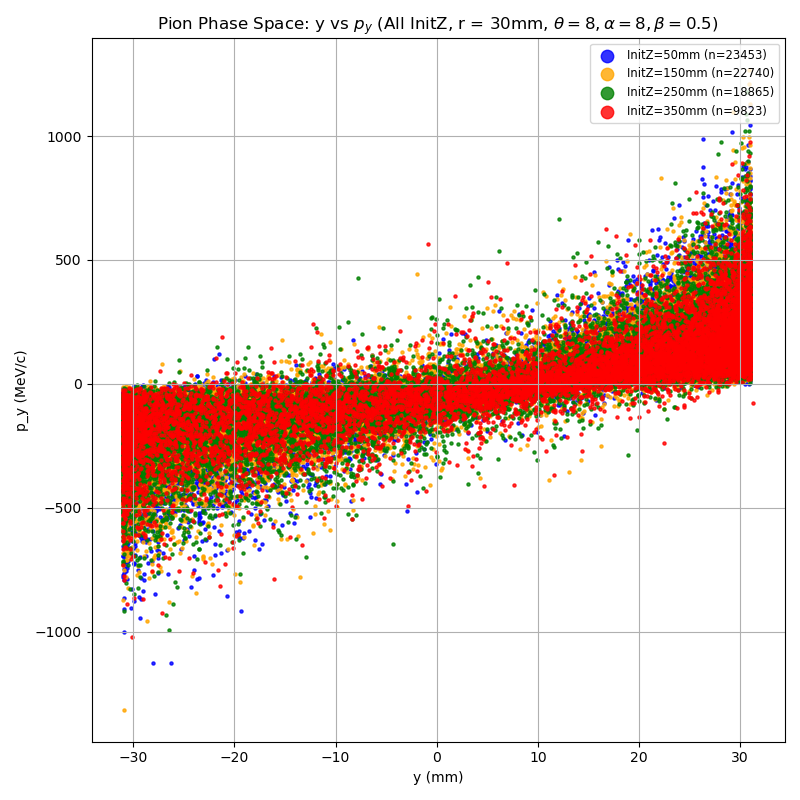 Pion Phase Space: y vs p_y (All InitZ, r = 30mm, θ = 8, α = 8, β = 0.5)
InitZ=50mm (n=23453)
InitZ=150mm (n=22740)
InitZ=250mm (n=18865)
InitZ=350mm (n=9823)
1000
500
0
−500
−1000
p_y (MeV/c)
−30 −20 −10 0 10 20 30
y (mm)